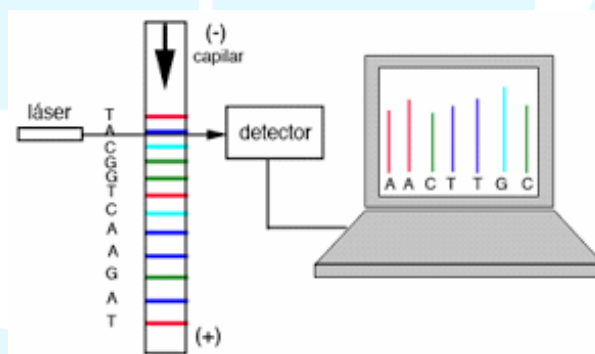 (-)
capilar
láser
detector
T
A
C
G
G
T
C
A
A
G
A
T
(+)
A A C T T G C